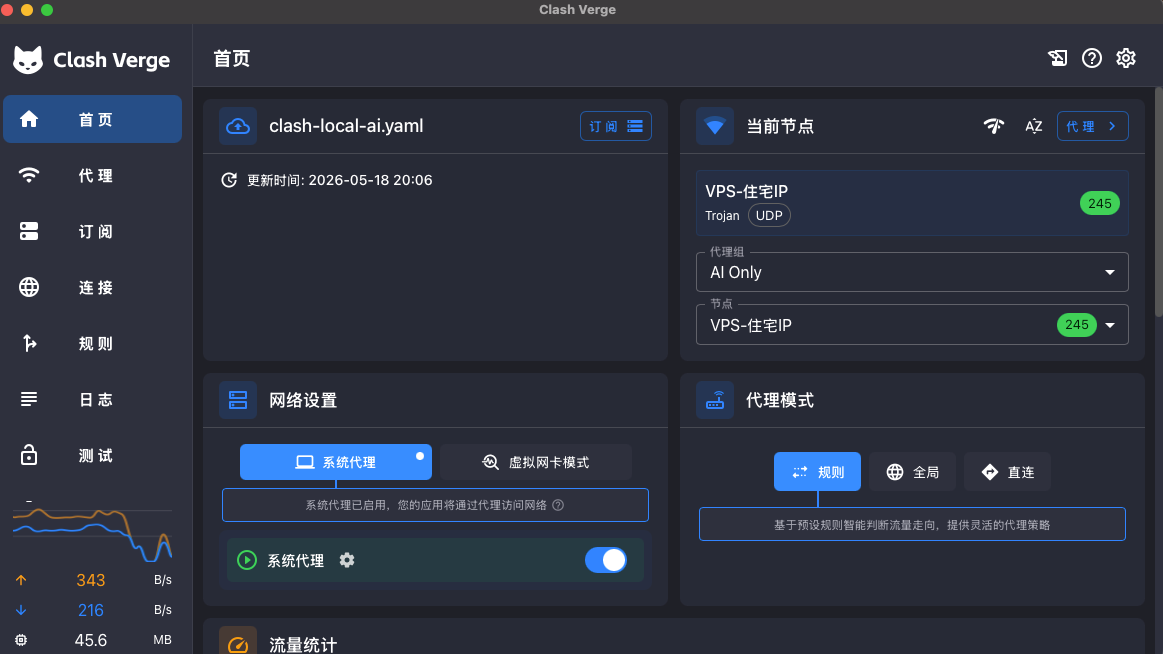 Clash Verge
Clash Verge
首页
首页
代理
订阅
连接
规则
日志
测试
343 B/s
216 B/s
45.6 MB
clash-local-ai.yaml
订阅
更新时间: 2026-05-18 20:06
当前节点
AZ
代理
VPS-住宅IP
Trojan UDP
245
代理组
AI Only
节点
VPS-住宅IP
245
网络设置
系统代理
虚拟网卡模式
系统代理已启用，您的应用将通过代理访问网络
系统代理
代理模式
规则
全局
直连
基于预设规则智能判断流量走向，提供灵活的代理策略
流量统计